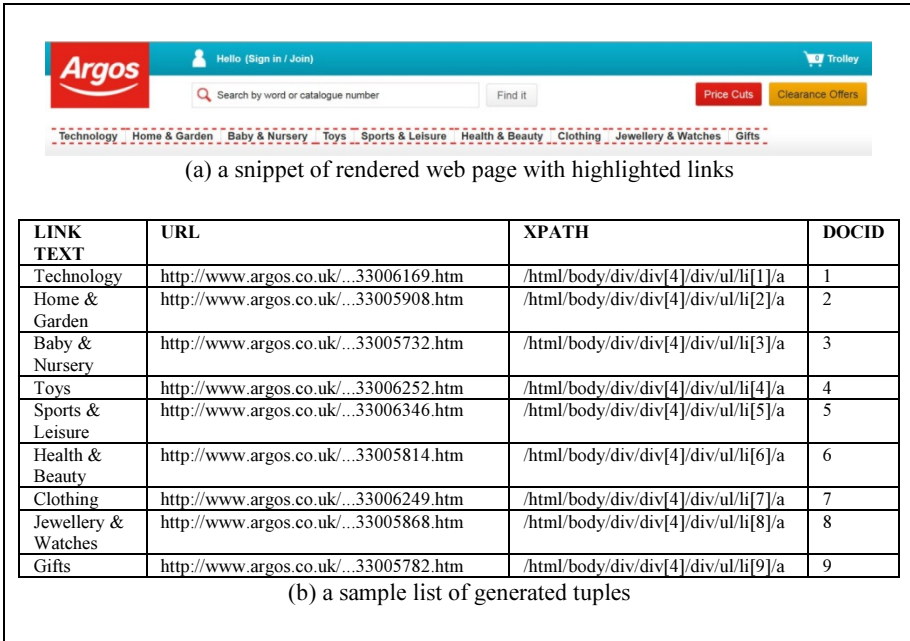 Argos
Hello (Sign in / Join)
0 Trolley
Search by word or catalogue number
Find it
Price Cuts
Clearance Offers
Technology Home & Garden Baby & Nursery Toys Sports & Leisure Health & Beauty Clothing Jewellery & Watches Gifts
(a) a snippet of rendered web page with highlighted links
LINK TEXT URL XPATH DOCID
Technology http://www.argos.co.uk/...33006169.htm /html/body/div/div[4]/div/ul/li[1]/a 1
Home & Garden http://www.argos.co.uk/...33005908.htm /html/body/div/div[4]/div/ul/li[2]/a 2
Baby & Nursery http://www.argos.co.uk/...33005732.htm /html/body/div/div[4]/div/ul/li[3]/a 3
Toys http://www.argos.co.uk/...33006252.htm /html/body/div/div[4]/div/ul/li[4]/a 4
Sports & Leisure http://www.argos.co.uk/...33006346.htm /html/body/div/div[4]/div/ul/li[5]/a 5
Health & Beauty http://www.argos.co.uk/...33005814.htm /html/body/div/div[4]/div/ul/li[6]/a 6
Clothing http://www.argos.co.uk/...33006249.htm /html/body/div/div[4]/div/ul/li[7]/a 7
Jewellery & Watches http://www.argos.co.uk/...33005868.htm /html/body/div/div[4]/div/ul/li[8]/a 8
Gifts http://www.argos.co.uk/...33005782.htm /html/body/div/div[4]/div/ul/li[9]/a 9
(b) a sample list of generated tuples